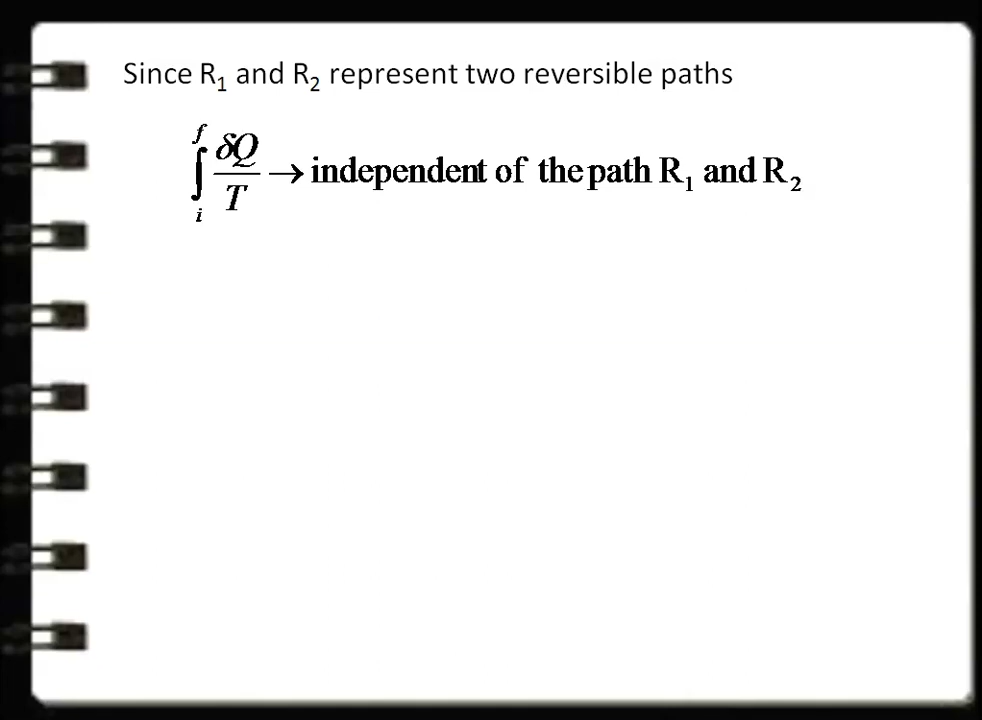 Since R₁ and R₂ represent two reversible paths
∫ᵢᶠ δQ/T → independent of the path R₁ and R₂